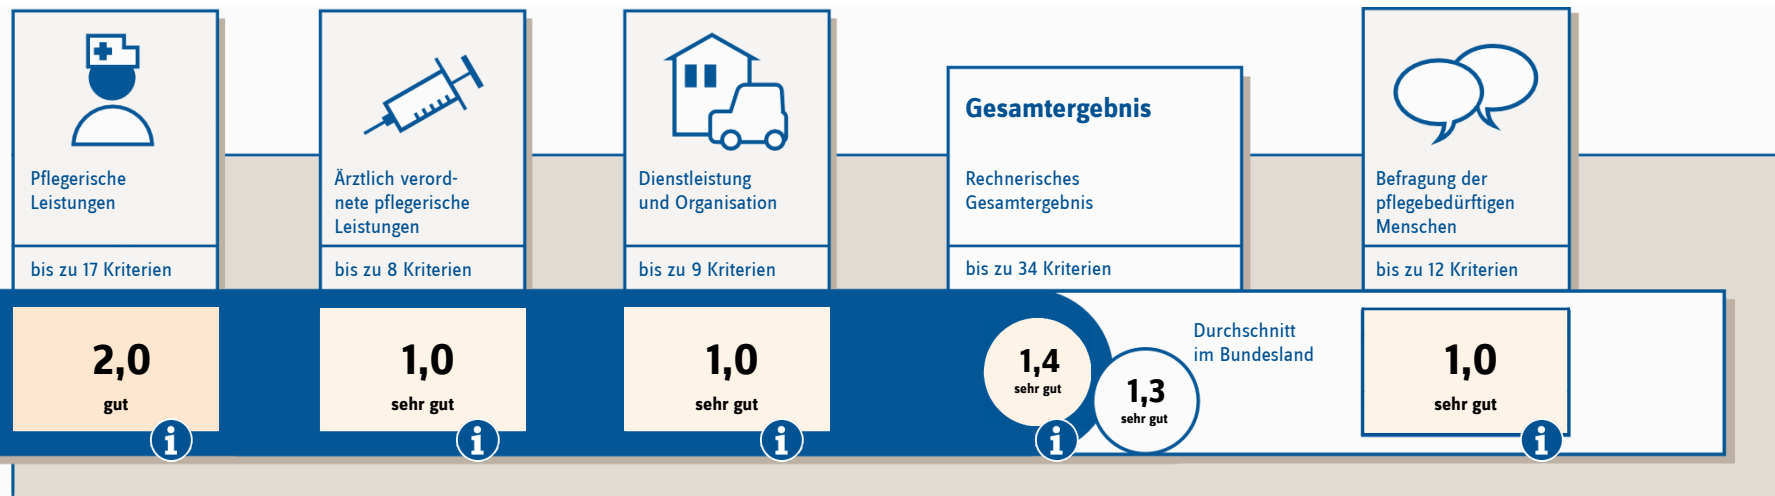 Pflegerische
Leistungen
bis zu 17 Kriterien
2,0
gut
i
Ärztlich verord-
nete pflegerische
Leistungen
bis zu 8 Kriterien
1,0
sehr gut
i
Dienstleistung
und Organisation
bis zu 9 Kriterien
1,0
sehr gut
i
Gesamtergebnis
Rechnerisches
Gesamtergebnis
bis zu 34 Kriterien
1,4
sehr gut
i
Durchschnitt
im Bundesland
1,3
sehr gut
Befragung der
pflegebedürftigen
Menschen
bis zu 12 Kriterien
1,0
sehr gut
i